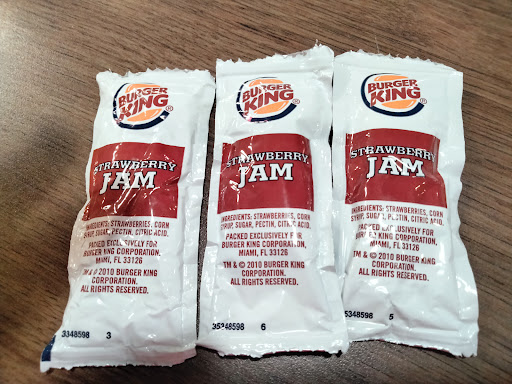 BURGER
KING®
STRAWBERRY
JAM
INGREDIENTS: STRAWBERRIES, CORN
SYRUP, SUGAR, PECTIN, CITRIC ACID.
PACKED EXCLUSIVELY FOR
BURGER KING CORPORATION,
MIAMI, FL 33126
TM & © 2010 BURGER KING
CORPORATION.
ALL RIGHTS RESERVED.
3348598 3
BURGER
KING®
STRAWBERRY
JAM
INGREDIENTS: STRAWBERRIES, CORN
SYRUP, SUGAR, PECTIN, CITRIC ACID.
PACKED EXCLUSIVELY FOR
BURGER KING CORPORATION,
MIAMI, FL 33126
TM & © 2010 BURGER KING
CORPORATION.
ALL RIGHTS RESERVED.
35348598 6
BURGER
KING®
STRAWBERRY
JAM
INGREDIENTS: STRAWBERRIES, CORN
SYRUP, SUGAR, PECTIN, CITRIC ACID.
PACKED EXCLUSIVELY FOR
BURGER KING CORPORATION,
MIAMI, FL 33126
TM & © 2010 BURGER KING
CORPORATION.
ALL RIGHTS RESERVED.
35348598 5